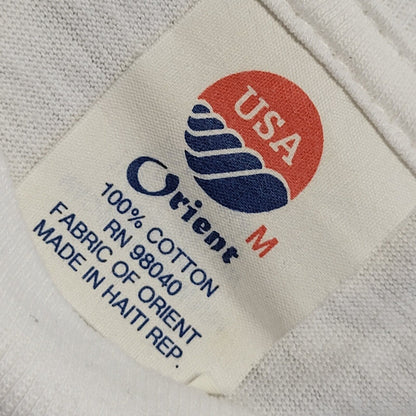 USA
Orient
M
100% COTTON
RN 98040
FABRIC OF ORIENT
MADE IN HAITI REP